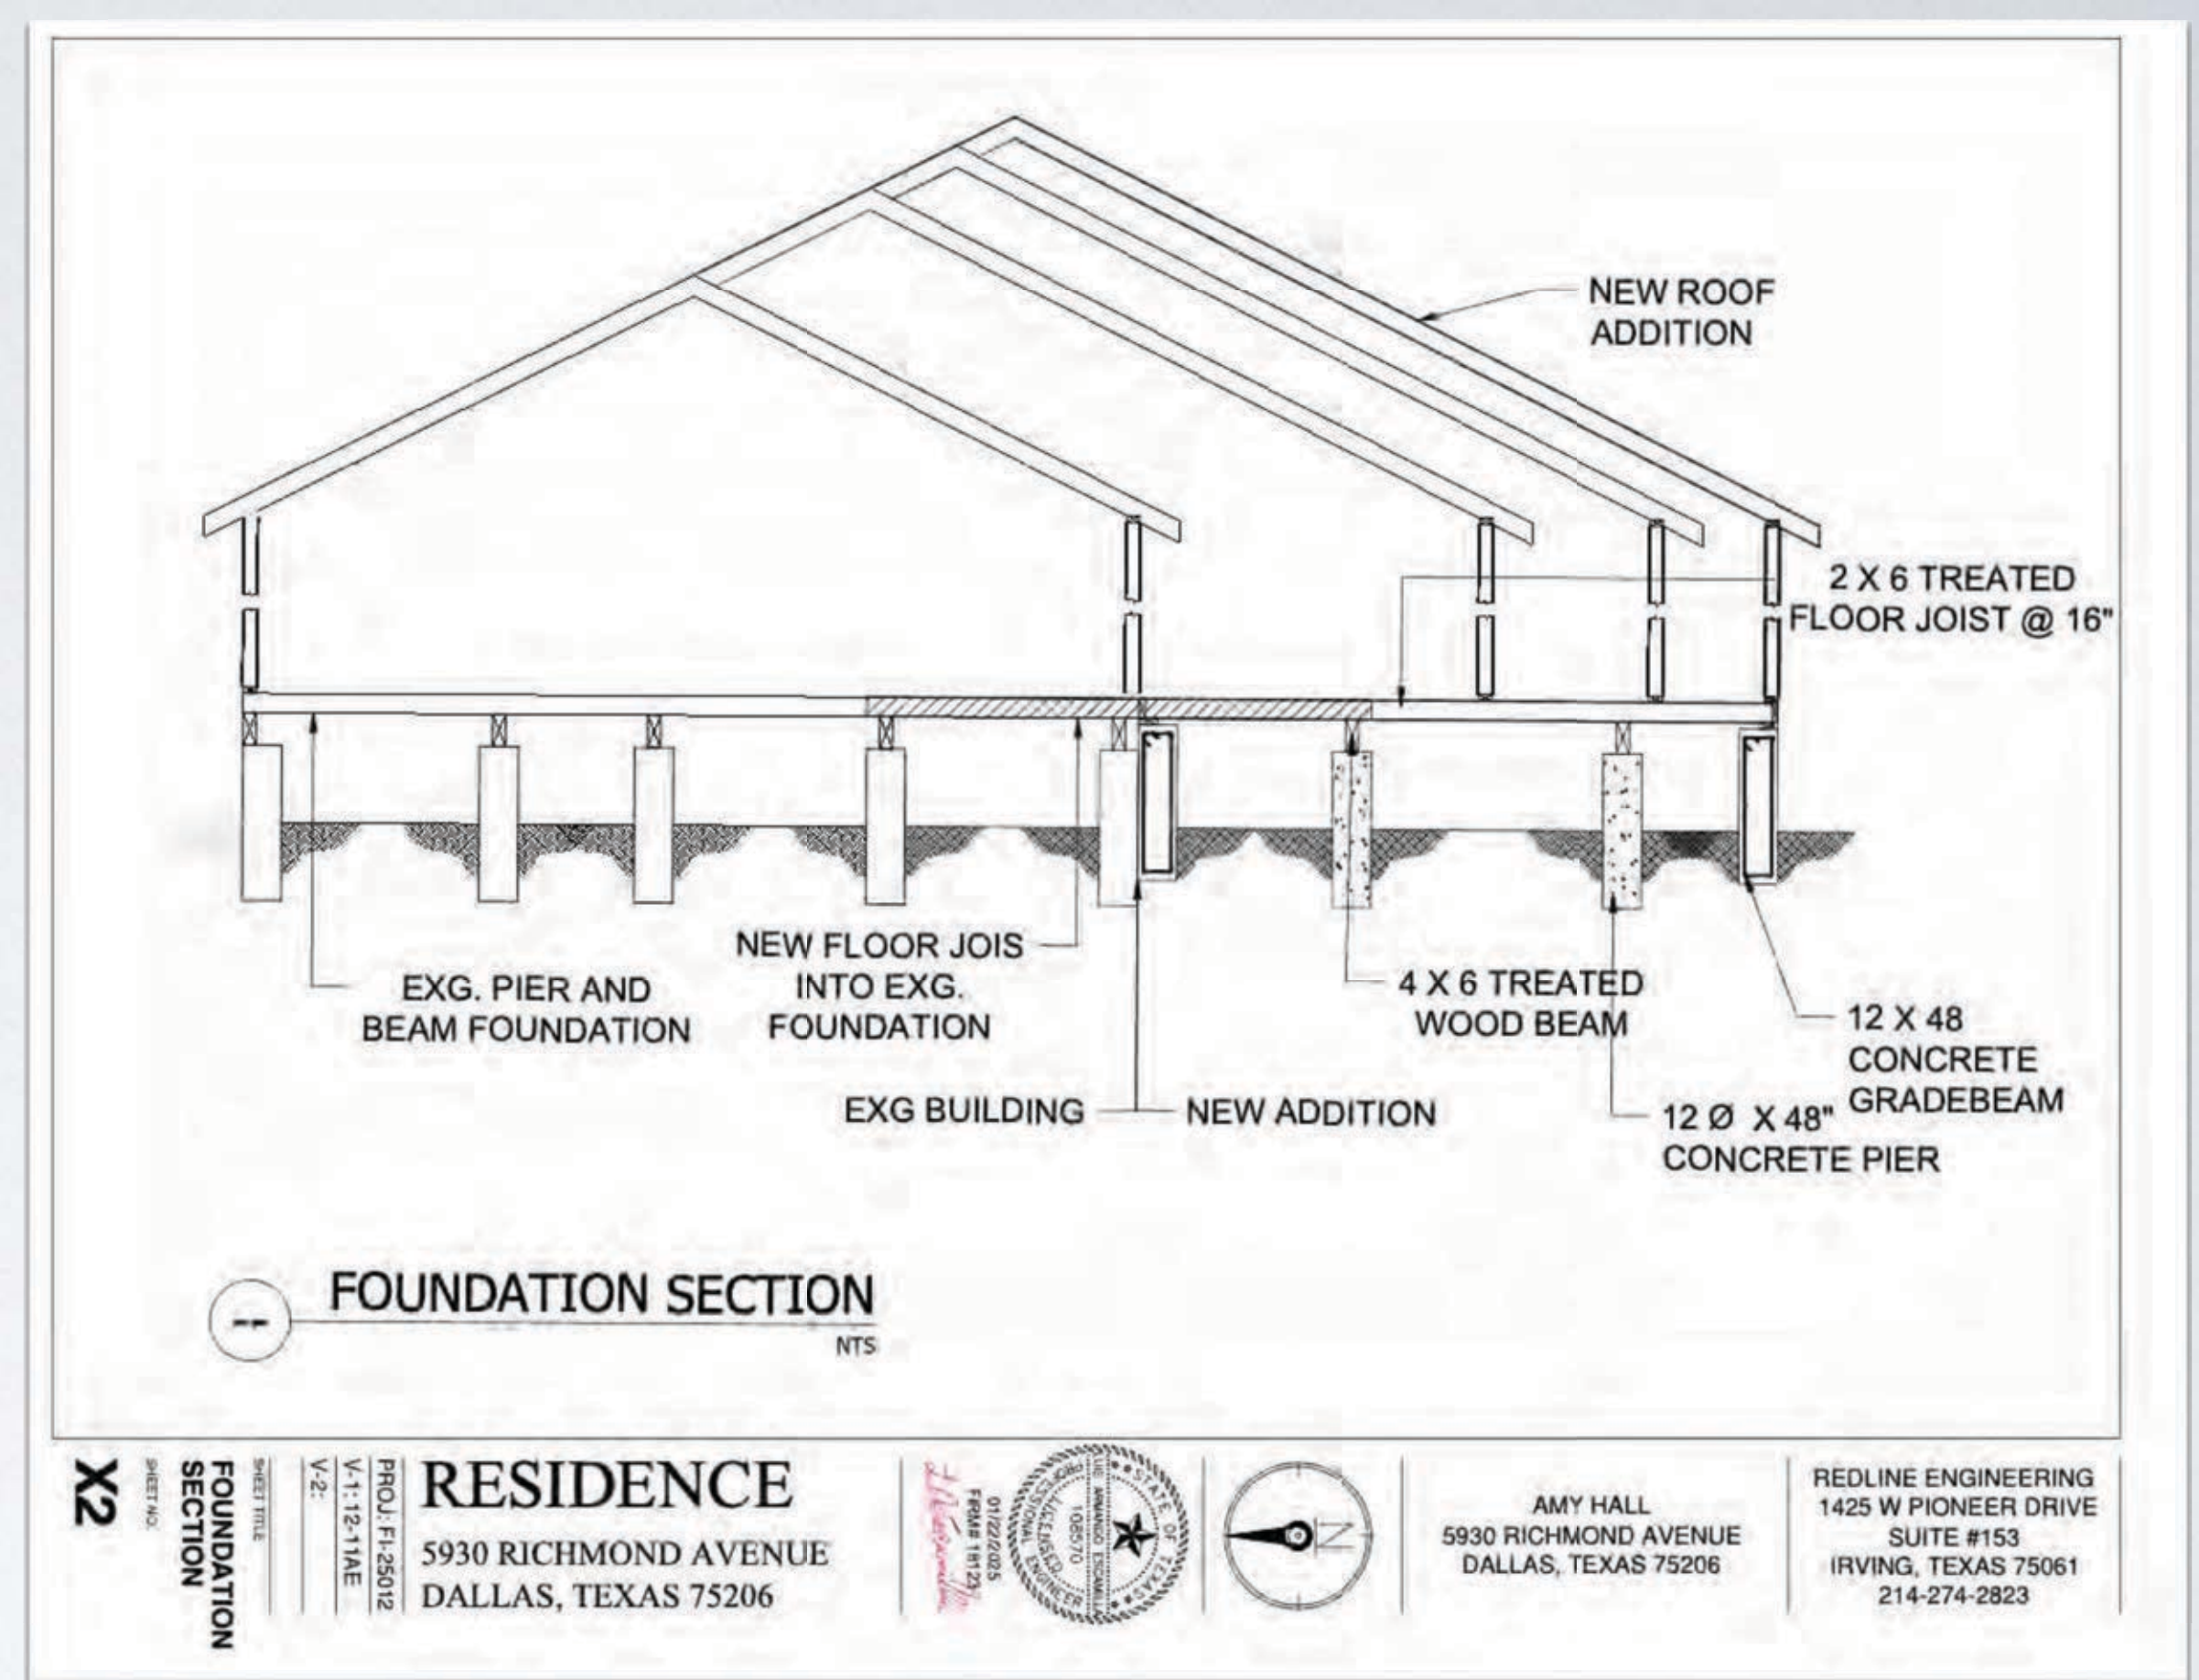 NEW ROOF
ADDITION
2 X 6 TREATED
FLOOR JOIST @ 16"
EXG. PIER AND
BEAM FOUNDATION
NEW FLOOR JOIS
INTO EXG.
FOUNDATION
4 X 6 TREATED
WOOD BEAM
12 X 48
CONCRETE
GRADEBEAM
EXG BUILDING
NEW ADDITION
12 Ø X 48"
CONCRETE PIER
FOUNDATION SECTION
NTS
X2
SHEET NO:
FOUNDATION
SECTION
SHEET TITLE
V-2:
V-1: 12-11AE
PROJ: FI-250122
RESIDENCE
5930 RICHMOND AVENUE
DALLAS, TEXAS 75206
01/22/2025
FIRM# 18123
STATE OF TEXAS
ARMANDO ESCAMILLA
108570
LICENSED
PROFESSIONAL ENGINEER
N
AMY HALL
5930 RICHMOND AVENUE
DALLAS, TEXAS 75206
REDLINE ENGINEERING
1425 W PIONEER DRIVE
SUITE #153
IRVING, TEXAS 75061
214-274-2823